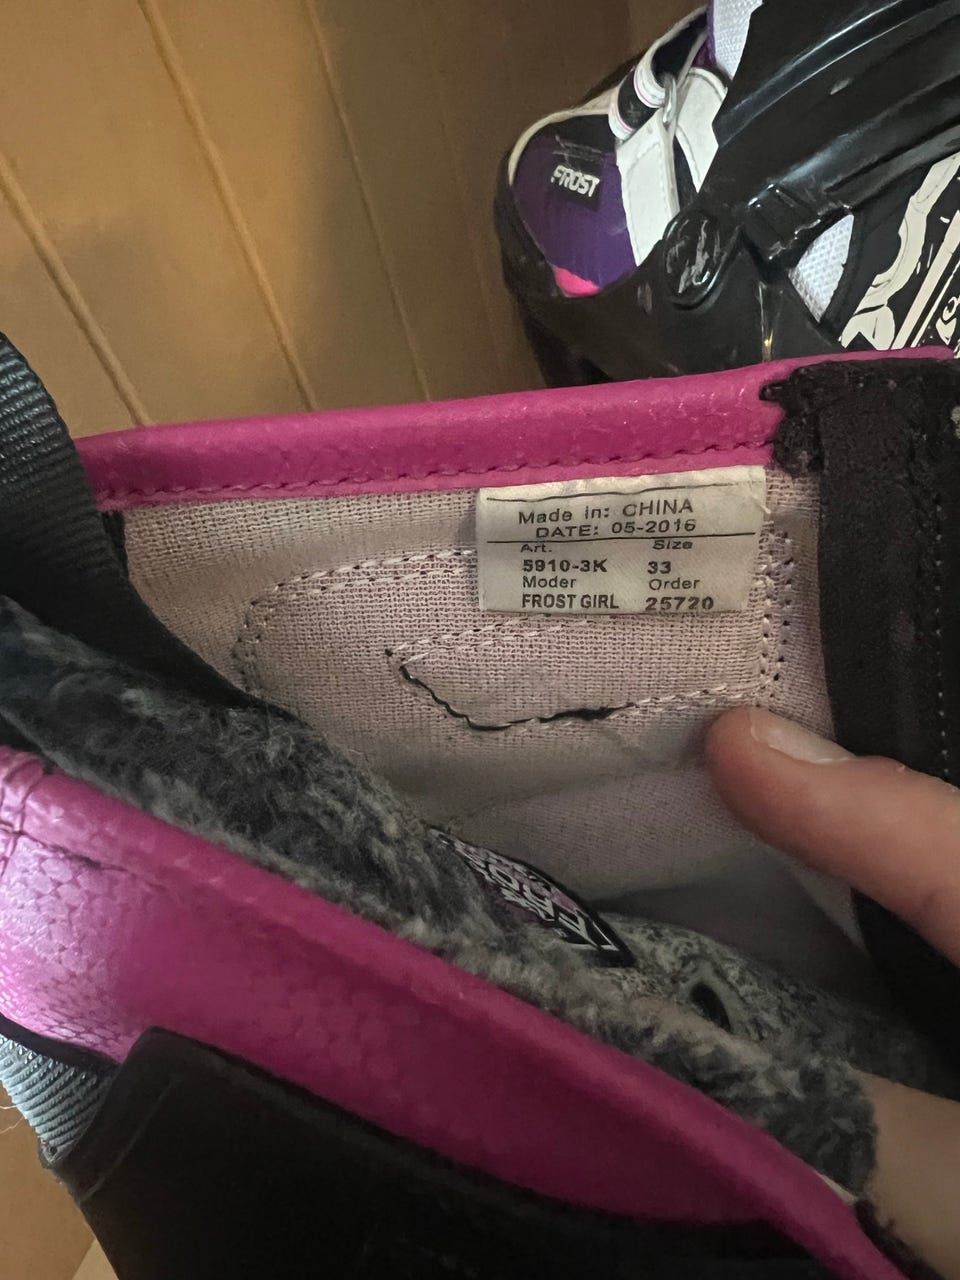 FROST
Made in: CHINA
DATE: 05-2016
Art. Size
5910-3K 33
Moder Order
FROST GIRL 25720